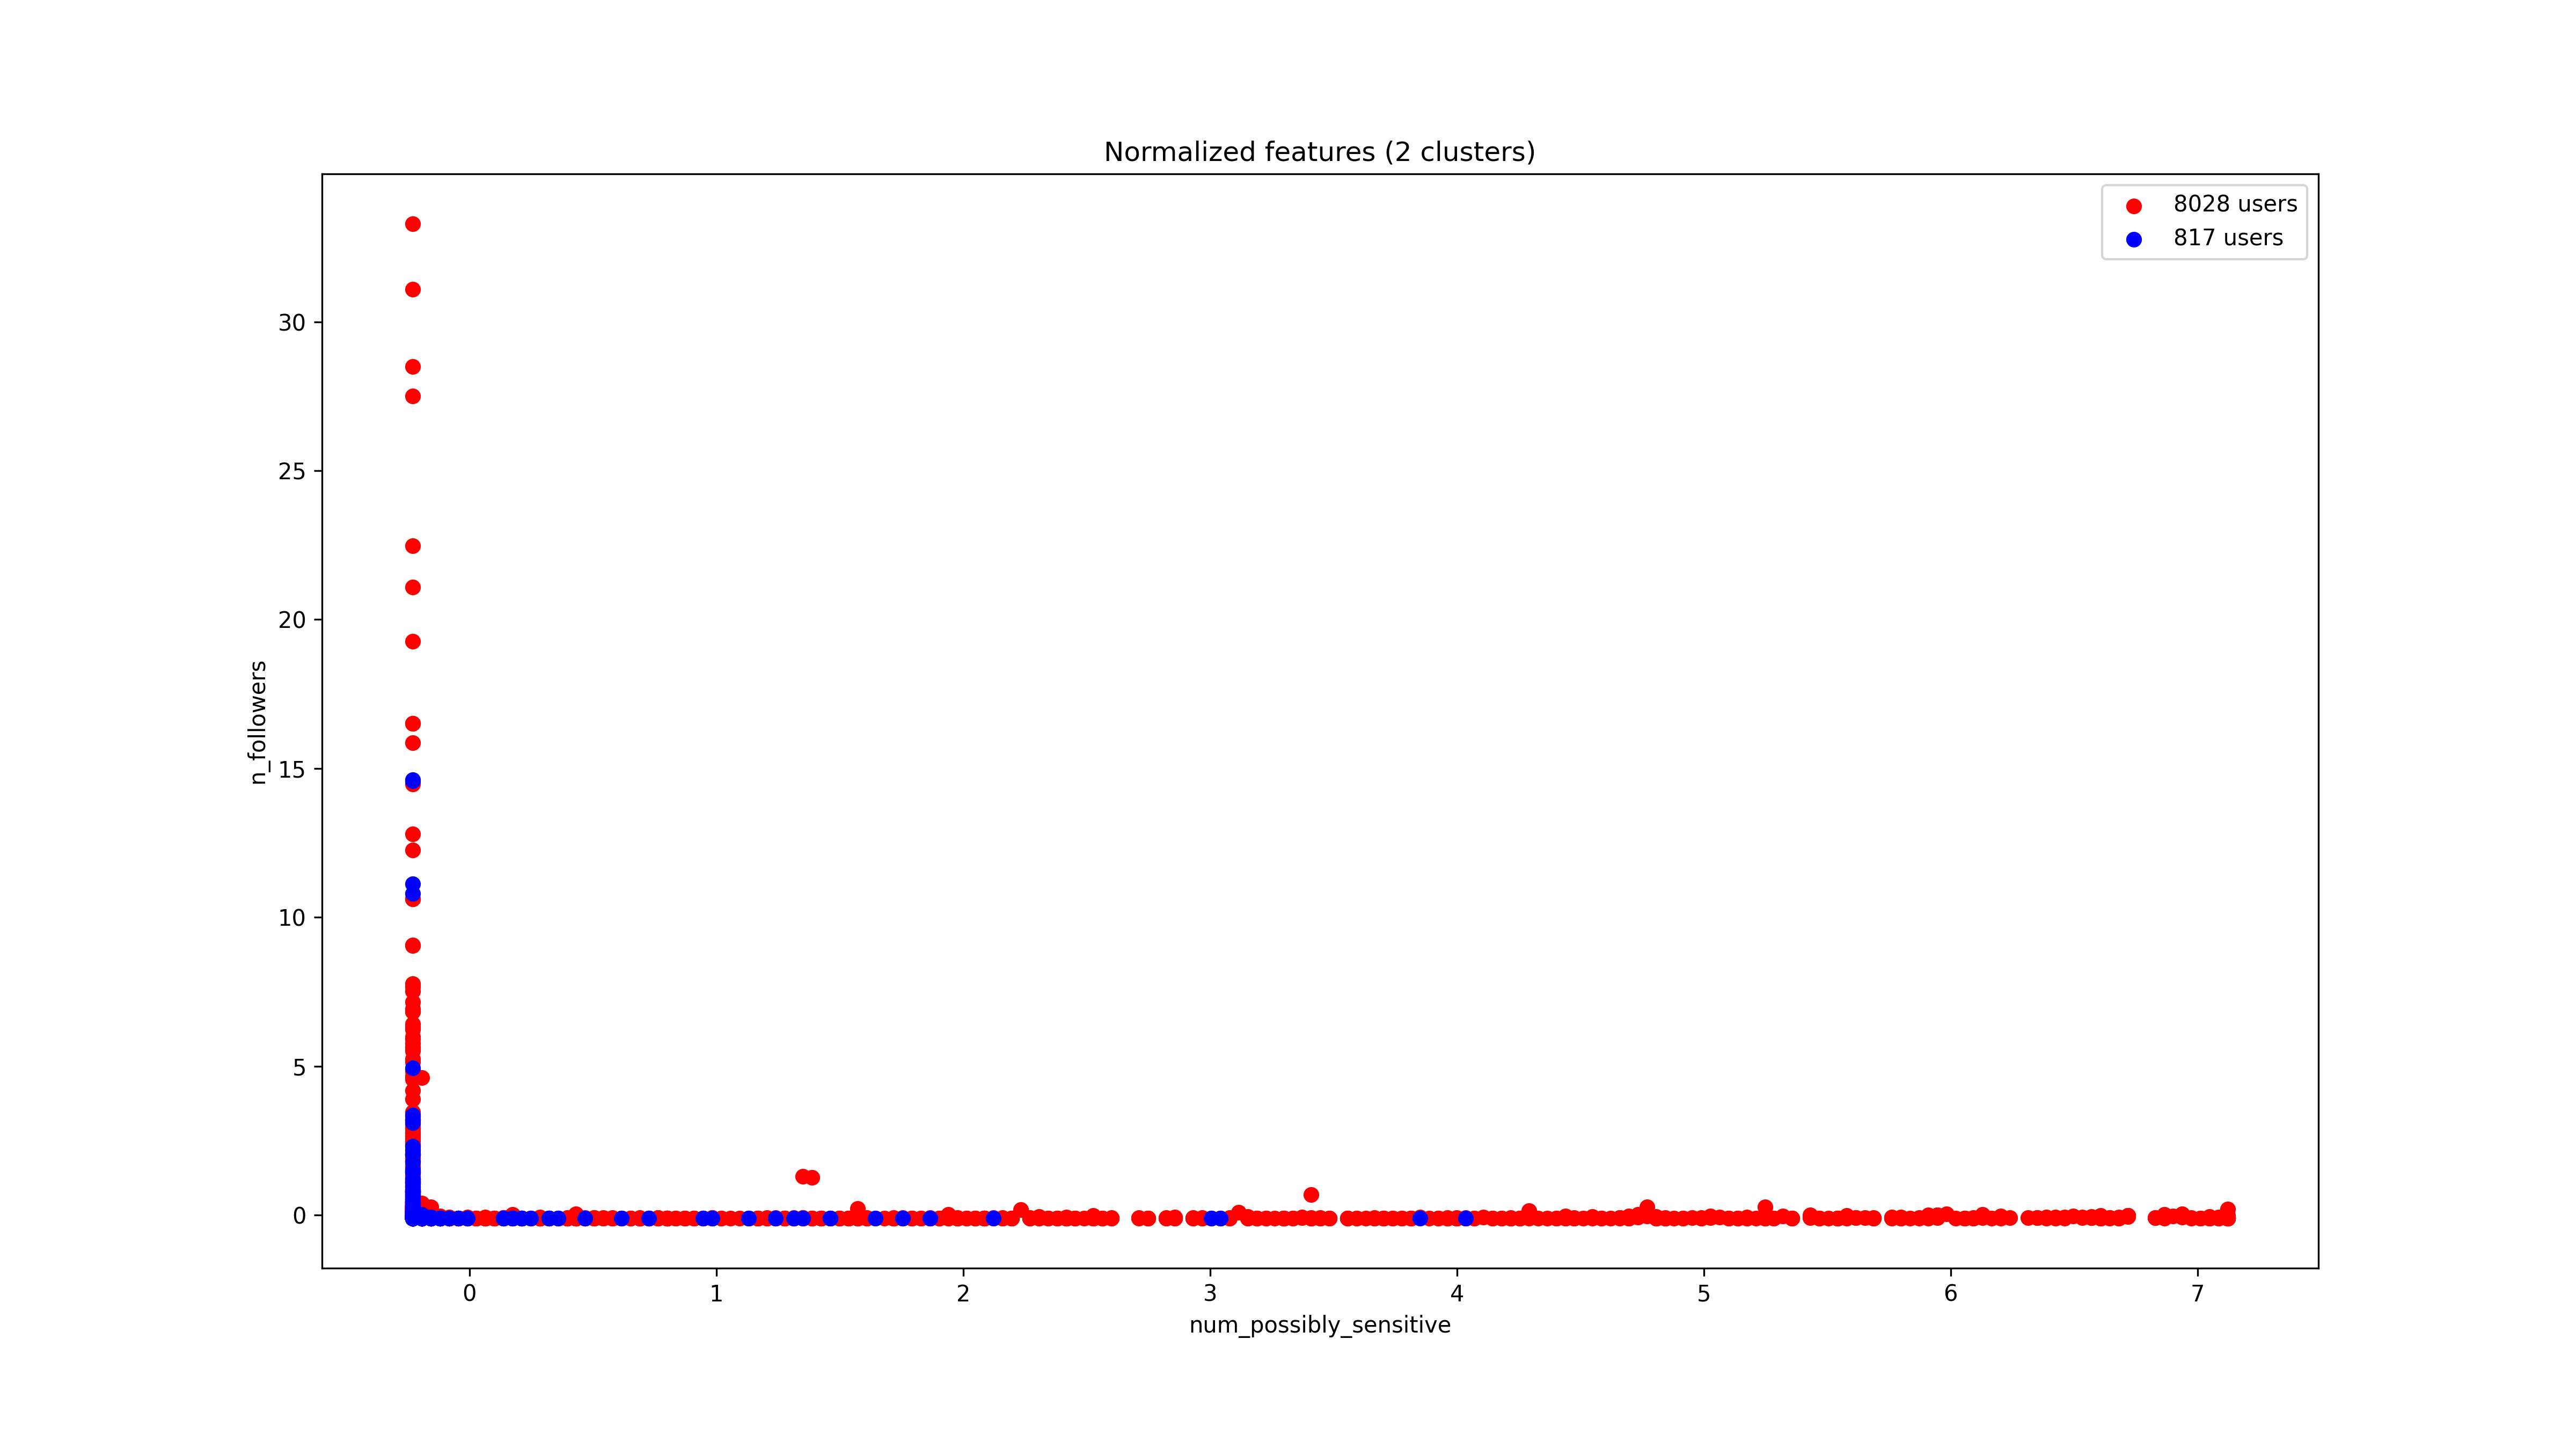 Normalized features (2 clusters)
8028 users
817 users
30
25
20
15
10
5
0
n_followers
0 1 2 3 4 5 6 7
num_possibly_sensitive